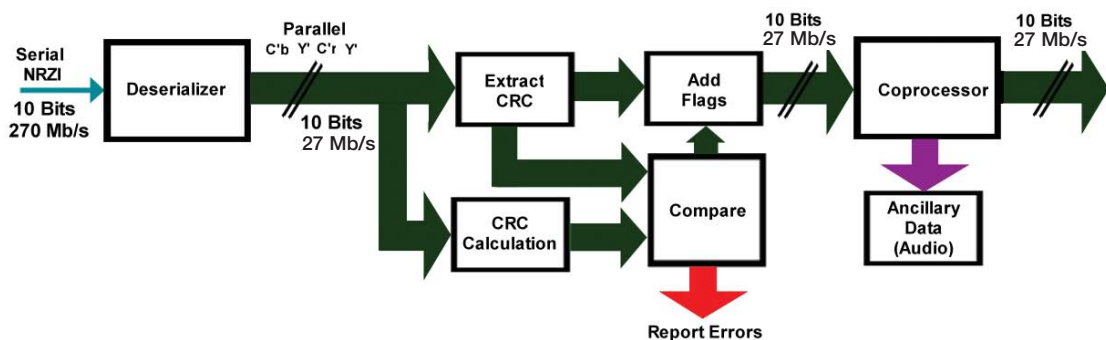 Serial
NRZI
10 Bits
270 Mb/s
Deserializer
Parallel
C'b Y' C'r Y'
10 Bits
27 Mb/s
Extract
CRC
CRC
Calculation
Add
Flags
Compare
Report Errors
10 Bits
27 Mb/s
Coprocessor
Ancillary
Data
(Audio)
10 Bits
27 Mb/s